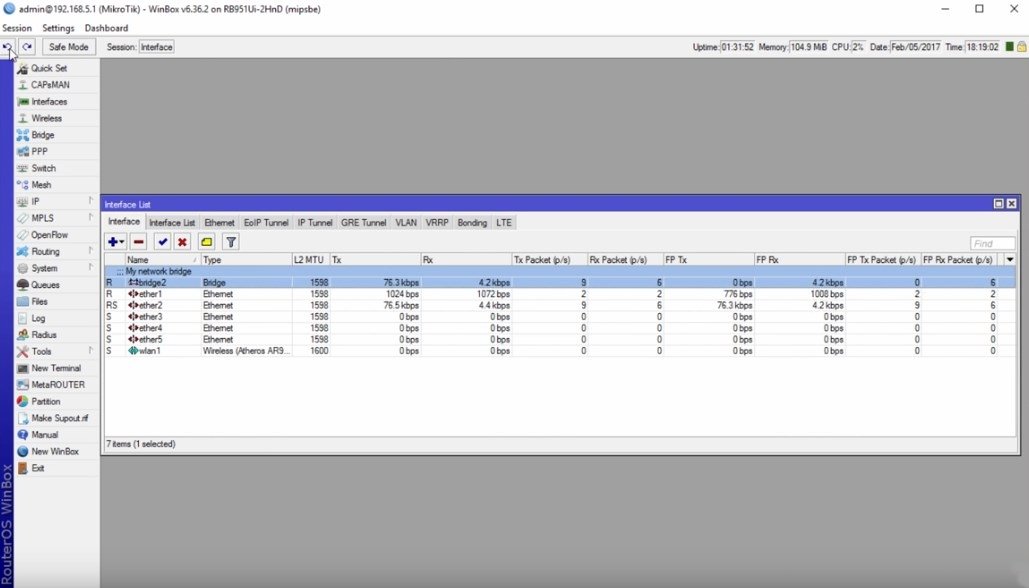 admin@192.168.5.1 (MikroTik) - WinBox v6.36.2 on RB951Ui-2HnD (mipsbe)
Session Settings Dashboard
Safe Mode Session: Interface Uptime: 01:31:52 Memory: 104.9 MiB CPU: 2% Date: Feb/05/2017 Time: 18:19:02
Quick Set
CAPsMAN
Interfaces
Wireless
Bridge
PPP
Switch
Mesh
IP
MPLS
OpenFlow
Routing
System
Queues
Files
Log
Radius
Tools
New Terminal
MetaROUTER
Partition
Make Supout.rif
Manual
New WinBox
Exit
RouterOS WinBox
Interface List
Interface Interface List Ethernet EoIP Tunnel IP Tunnel GRE Tunnel VLAN VRRP Bonding LTE
Find
Name / Type L2 MTU Tx Rx Tx Packet (p/s) Rx Packet (p/s) FP Tx FP Rx FP Tx Packet (p/s) FP Rx Packet (p/s)
;;; My network bridge
R bridge2 Bridge 1598 76.3 kbps 4.2 kbps 9 6 0 bps 4.2 kbps 0 6
R ether1 Ethernet 1598 1024 bps 1072 bps 2 2 776 bps 1008 bps 2 2
RS ether2 Ethernet 1598 76.5 kbps 4.4 kbps 9 6 76.3 kbps 4.2 kbps 9 6
S ether3 Ethernet 1598 0 bps 0 bps 0 0 0 bps 0 bps 0 0
S ether4 Ethernet 1598 0 bps 0 bps 0 0 0 bps 0 bps 0 0
S ether5 Ethernet 1598 0 bps 0 bps 0 0 0 bps 0 bps 0 0
S wlan1 Wireless (Atheros AR9... 1600 0 bps 0 bps 0 0 0 bps 0 bps 0 0
7 items (1 selected)